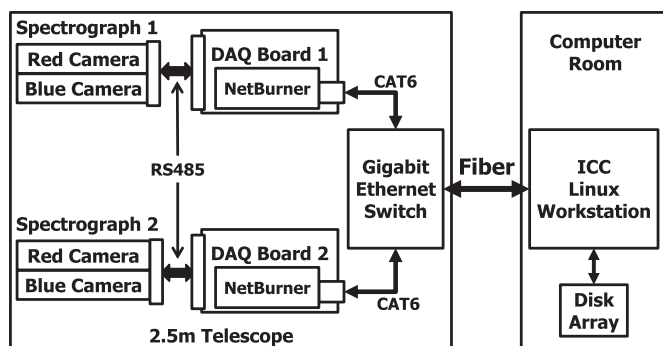 Spectrograph 1
Red Camera
Blue Camera
DAQ Board 1
NetBurner
CAT6
RS485
Spectrograph 2
Red Camera
Blue Camera
DAQ Board 2
NetBurner
CAT6
Gigabit
Ethernet
Switch
2.5m Telescope
Fiber
Computer
Room
ICC
Linux
Workstation
Disk
Array